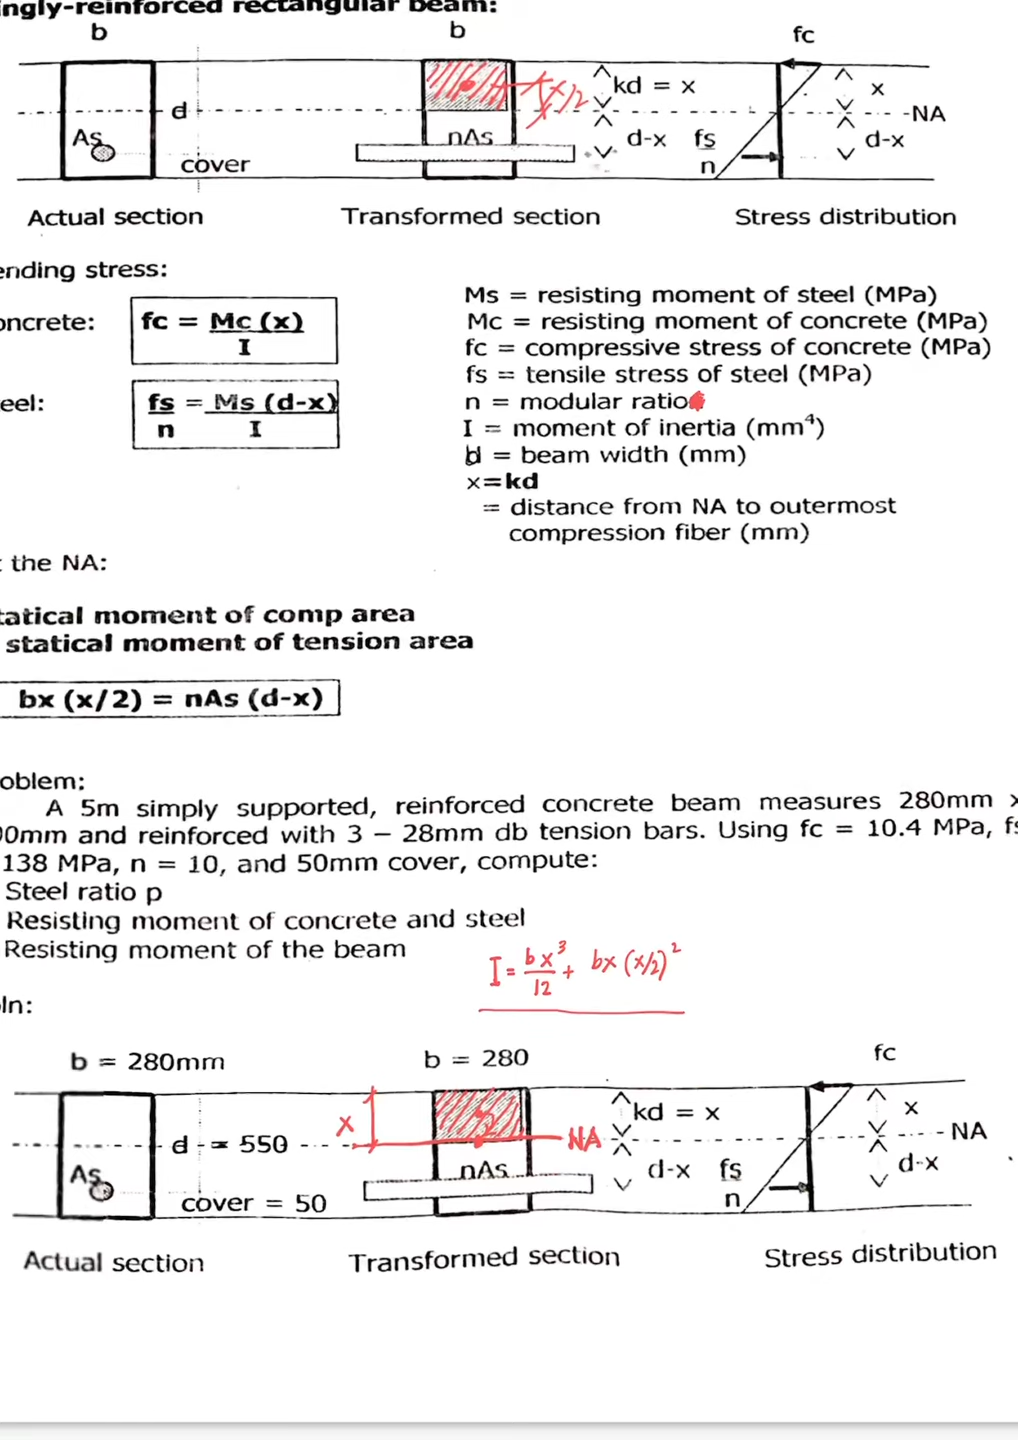 ingly-reinforced rectangular beam:
b b fc
kd = x x
x/2
d -NA
As nAs d-x fs d-x
cover n
Actual section Transformed section Stress distribution
ending stress:
Ms = resisting moment of steel (MPa)
oncrete: fc = Mc (x) Mc = resisting moment of concrete (MPa)
I fc = compressive stress of concrete (MPa)
fs = tensile stress of steel (MPa)
eel: fs = Ms (d-x) n = modular ratio
n I I = moment of inertia (mm⁴)
= beam width (mm)
x=kd
= distance from NA to outermost
compression fiber (mm)
the NA:
tatical moment of comp area
statical moment of tension area
bx (x/2) = nAs (d-x)
oblem:
A 5m simply supported, reinforced concrete beam measures 280mm x
00mm and reinforced with 3 – 28mm db tension bars. Using fc = 10.4 MPa, fs
138 MPa, n = 10, and 50mm cover, compute:
Steel ratio p
Resisting moment of concrete and steel
Resisting moment of the beam
I = bx³/12 + bx (x/2)²
ln:
b = 280mm b = 280 fc
x kd = x x
d = 550 NA - NA
As nAs d-x fs d-x
cover = 50 n
Actual section Transformed section Stress distribution